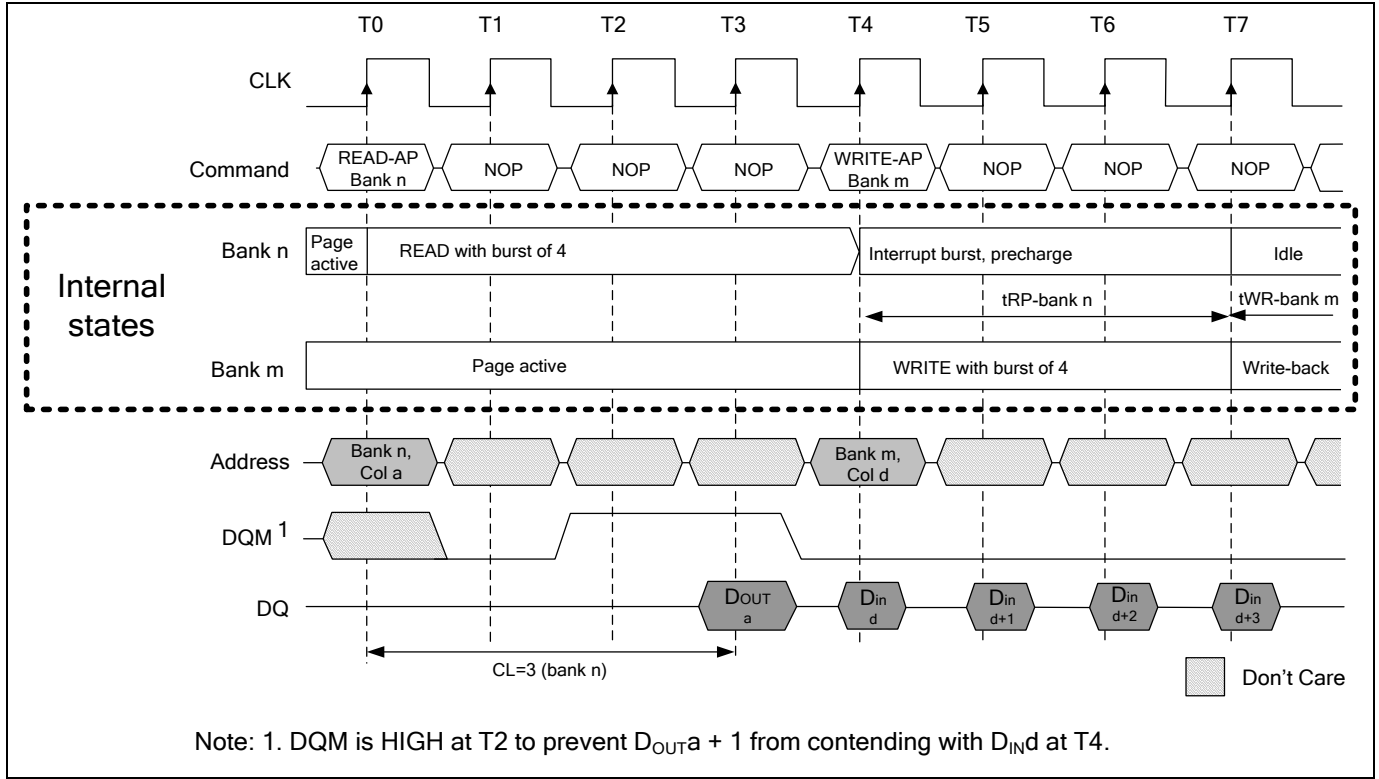 T0 T1 T2 T3 T4 T5 T6 T7
CLK
Command READ-AP Bank n NOP NOP NOP WRITE-AP Bank m NOP NOP NOP
Internal states
Bank n Page active READ with burst of 4 Interrupt burst, precharge Idle
tRP-bank n tWR-bank m
Bank m Page active WRITE with burst of 4 Write-back
Address Bank n, Col a Bank m, Col d
DQM 1
DQ DOUT a Din d Din d+1 Din d+2 Din d+3
CL=3 (bank n)
Don't Care
Note: 1. DQM is HIGH at T2 to prevent DOUTa + 1 from contending with DINd at T4.